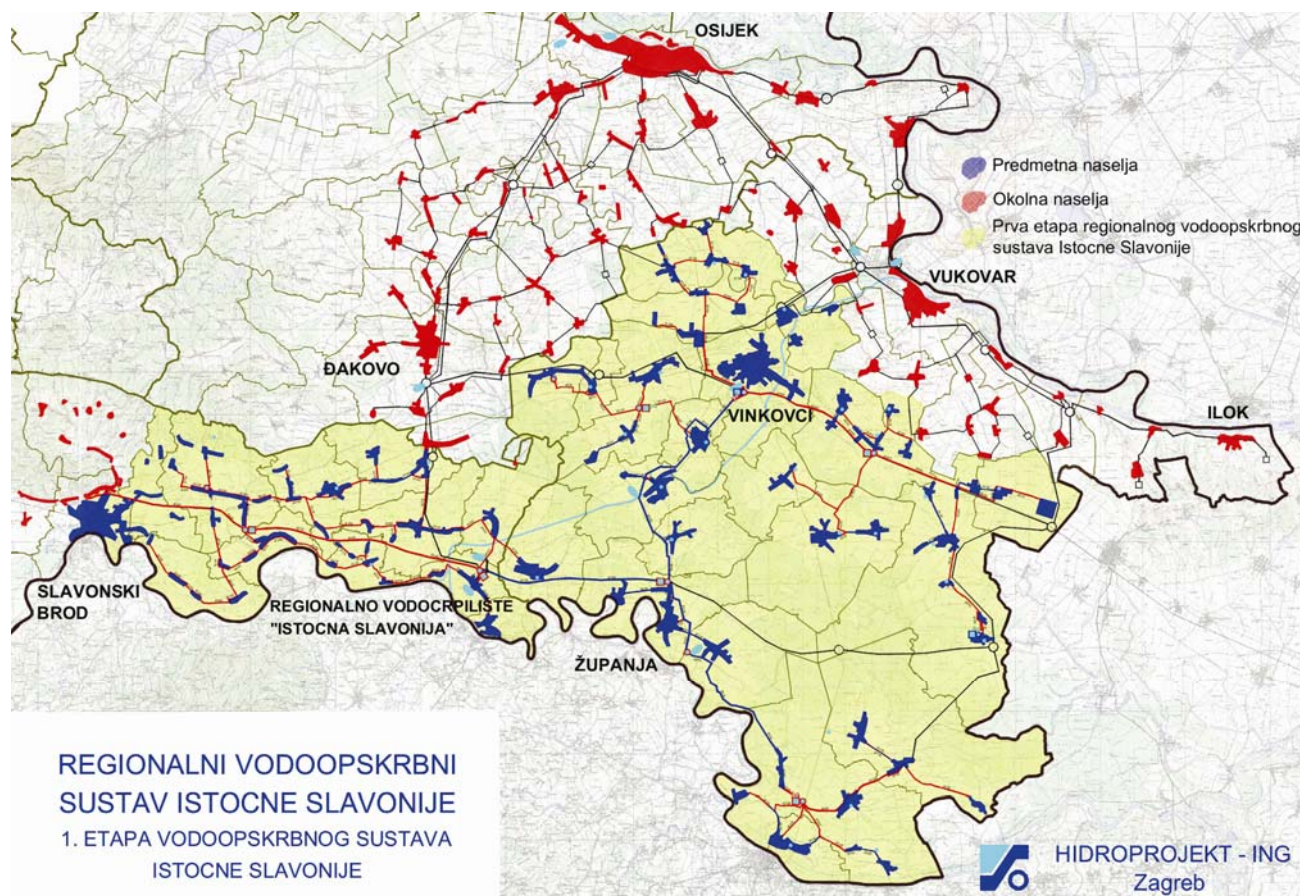 OSIJEK
Predmetna naselja
Okolna naselja
Prva etapa regionalnog vodoopskrbnog
sustava Istocne Slavonije
VUKOVAR
ĐAKOVO
VINKOVCI
ILOK
SLAVONSKI
BROD
REGIONALNO VODOCRPILIŠTE
"ISTOCNA SLAVONIJA"
ŽUPANJA
REGIONALNI VODOOPSKRBNI
SUSTAV ISTOCNE SLAVONIJE
1. ETAPA VODOOPSKRBNOG SUSTAVA
ISTOCNE SLAVONIJE
HIDROPROJEKT - ING
Zagreb